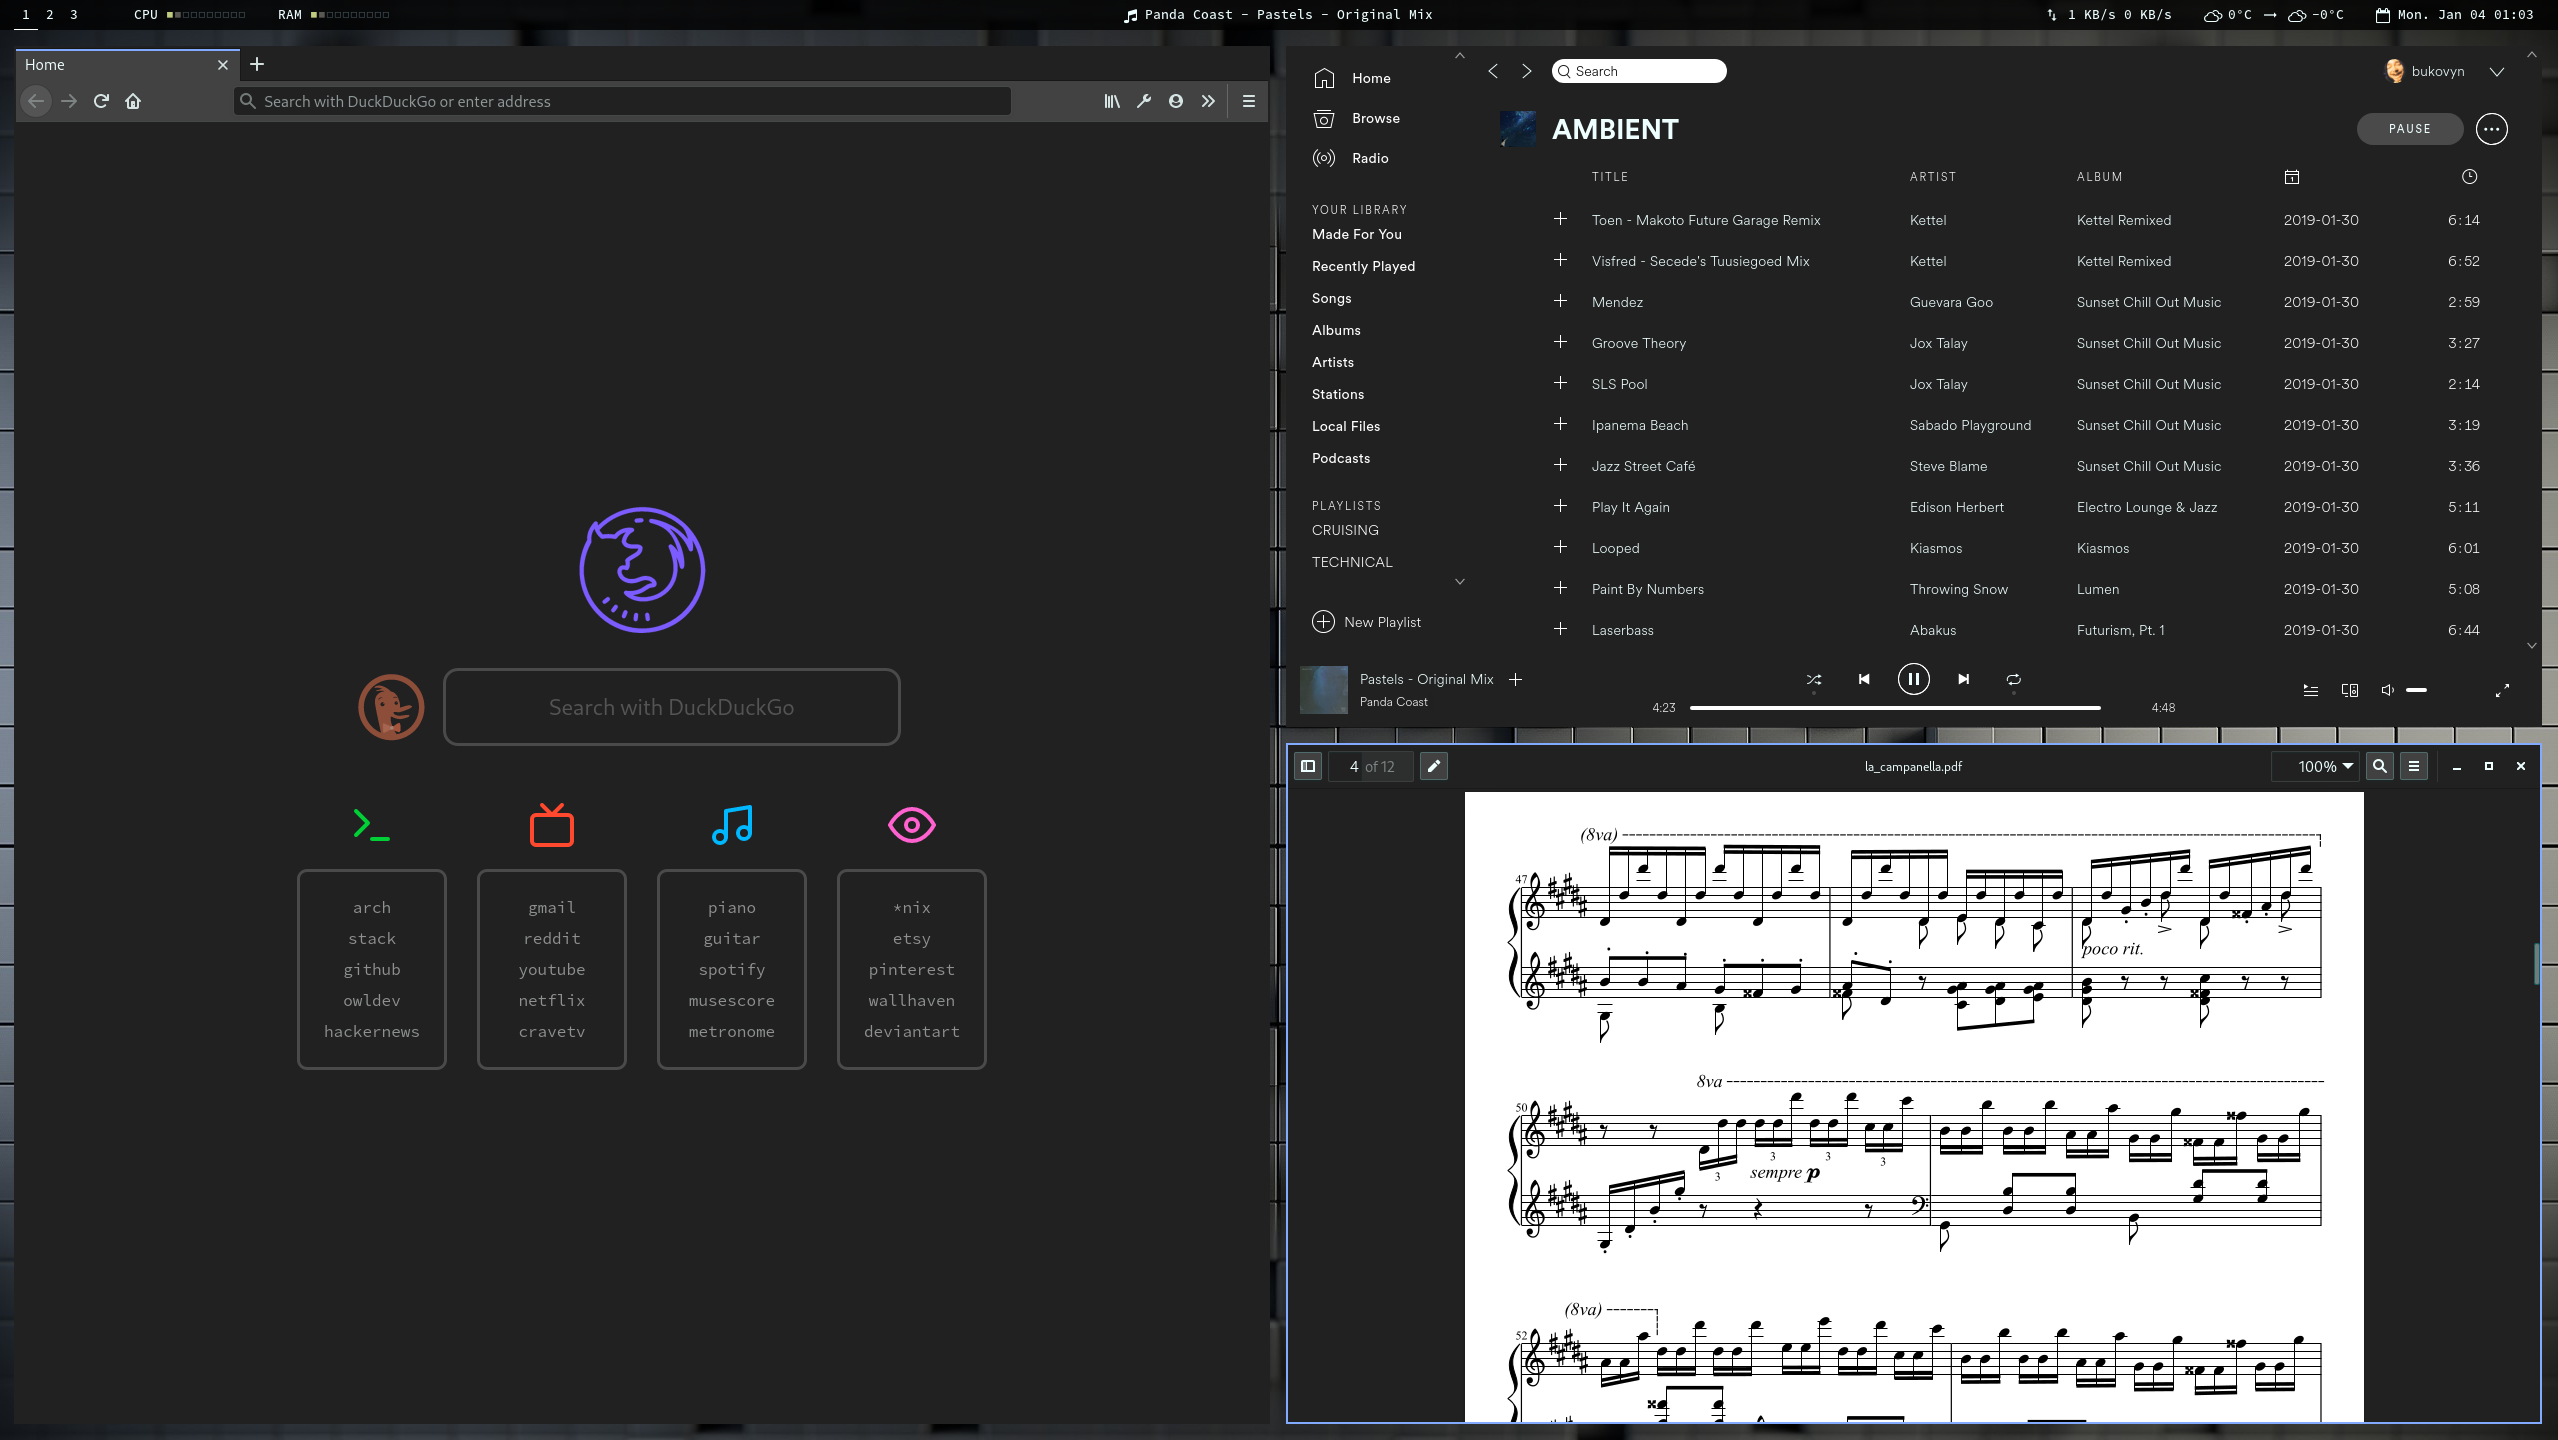 1 2 3 CPU RAM Panda Coast - Pastels - Original Mix 1 KB/s 0 KB/s 0°C → -0°C Mon. Jan 04 01:03
Home
Search with DuckDuckGo or enter address
Search with DuckDuckGo
arch
stack
github
owldev
hackernews
gmail
reddit
youtube
netflix
cravetv
piano
guitar
spotify
musescore
metronome
*nix
etsy
pinterest
wallhaven
deviantart
Home
Browse
Radio
YOUR LIBRARY
Made For You
Recently Played
Songs
Albums
Artists
Stations
Local Files
Podcasts
PLAYLISTS
CRUISING
TECHNICAL
New Playlist
Search
bukovyn
AMBIENT
PAUSE
TITLE ARTIST ALBUM
Toen - Makoto Future Garage Remix Kettel Kettel Remixed 2019-01-30 6:14
Visfred - Secede's Tuusiegoed Mix Kettel Kettel Remixed 2019-01-30 6:52
Mendez Guevara Goo Sunset Chill Out Music 2019-01-30 2:59
Groove Theory Jox Talay Sunset Chill Out Music 2019-01-30 3:27
SLS Pool Jox Talay Sunset Chill Out Music 2019-01-30 2:14
Ipanema Beach Sabado Playground Sunset Chill Out Music 2019-01-30 3:19
Jazz Street Café Steve Blame Sunset Chill Out Music 2019-01-30 3:36
Play It Again Edison Herbert Electro Lounge & Jazz 2019-01-30 5:11
Looped Kiasmos Kiasmos 2019-01-30 6:01
Paint By Numbers Throwing Snow Lumen 2019-01-30 5:08
Laserbass Abakus Futurism, Pt. 1 2019-01-30 6:44
Pastels - Original Mix
Panda Coast
4:23 4:48
4 of 12 la_campanella.pdf 100%
(8va)
47
poco rit.
8va
50
3 3 3 3
sempre p
(8va)
52